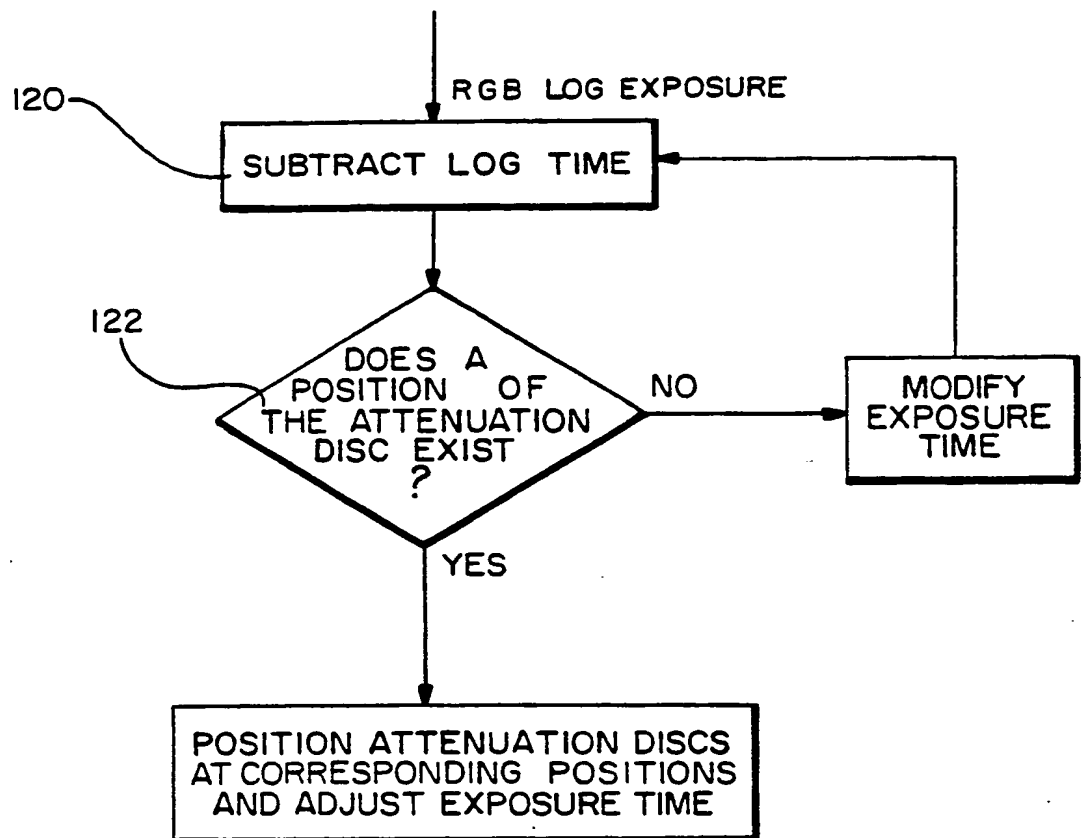 RGB LOG EXPOSURE
120
SUBTRACT LOG TIME
122
DOES A
POSITION OF
THE ATTENUATION
DISC EXIST
?
NO
MODIFY
EXPOSURE
TIME
YES
POSITION ATTENUATION DISCS
AT CORRESPONDING POSITIONS
AND ADJUST EXPOSURE TIME